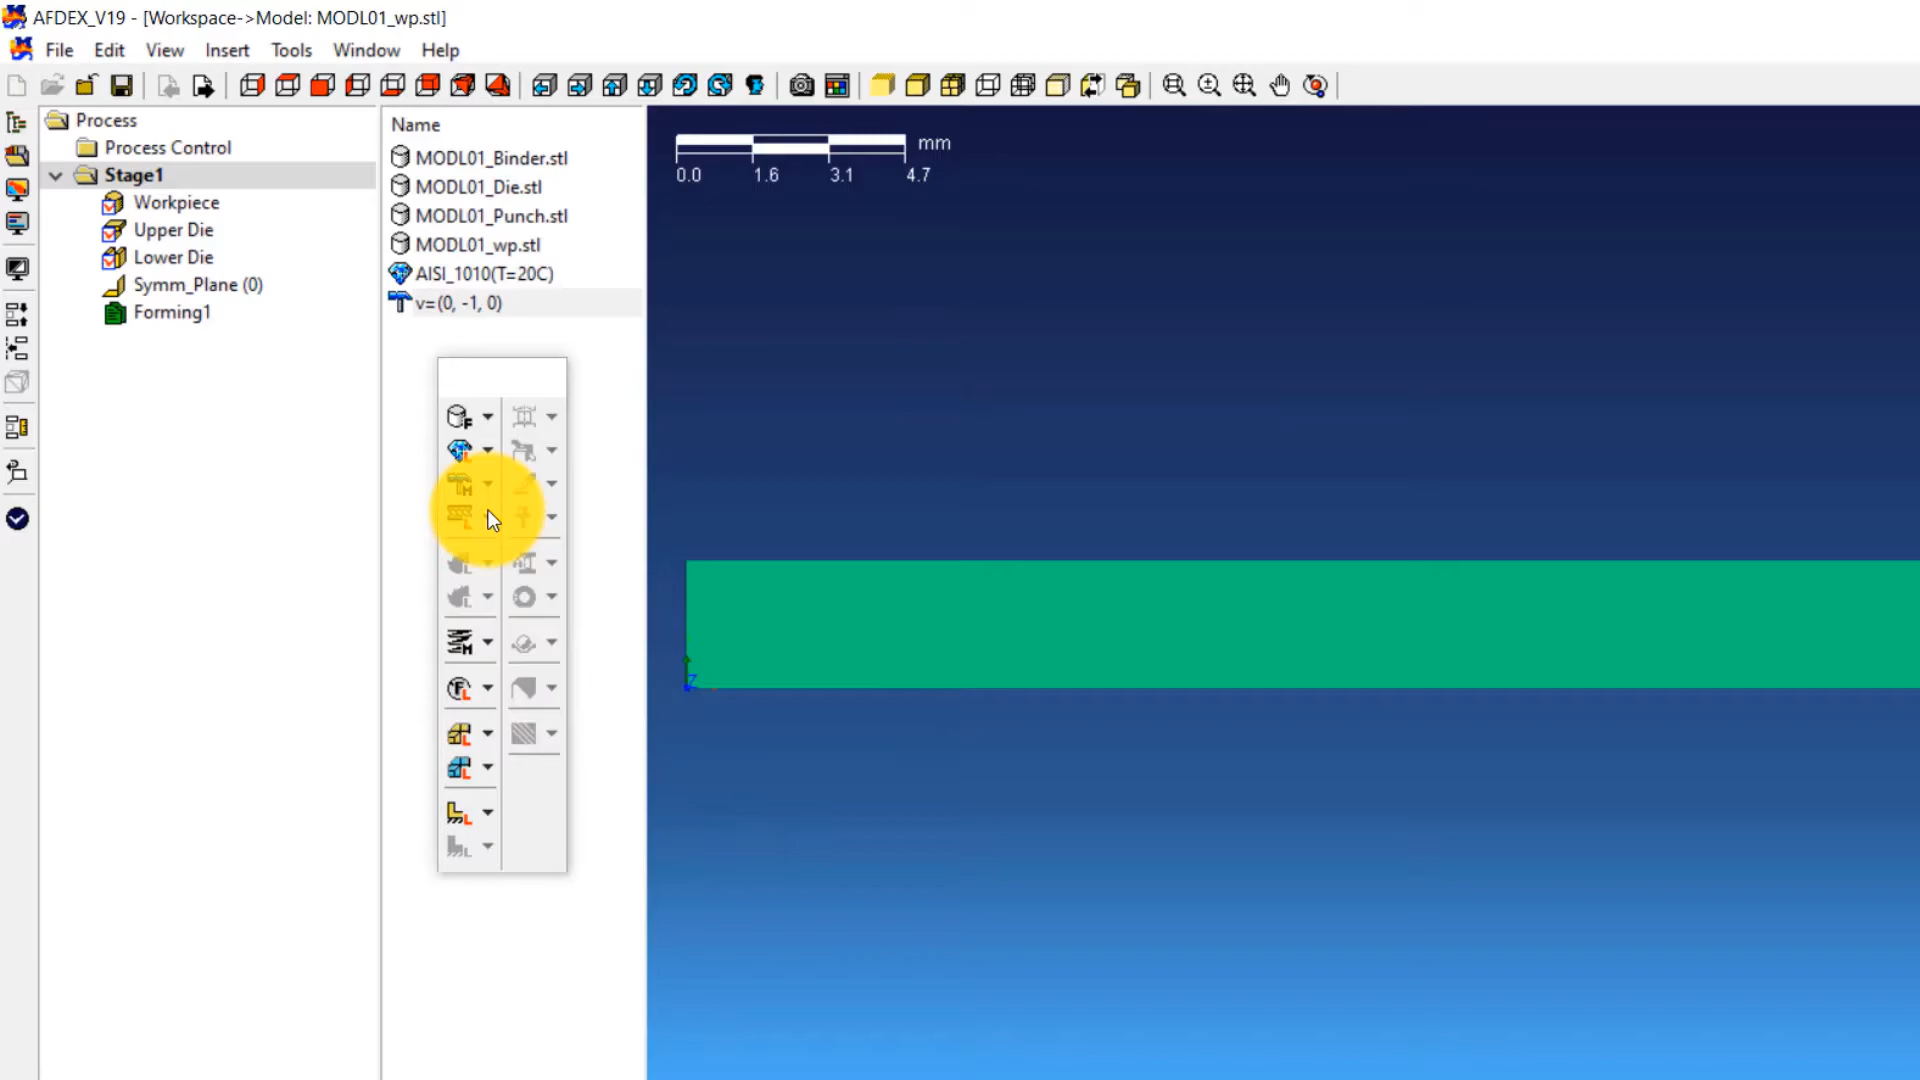 AFDEX_V19 - [Workspace->Model: MODL01_wp.stl]
File Edit View Insert Tools Window Help
Process
Process Control
Stage1
Workpiece
Upper Die
Lower Die
Symm_Plane (0)
Forming1
Name
MODL01_Binder.stl
MODL01_Die.stl
MODL01_Punch.stl
MODL01_wp.stl
AISI_1010(T=20C)
v=(0, -1, 0)
mm
0.0 1.6 3.1 4.7
Z